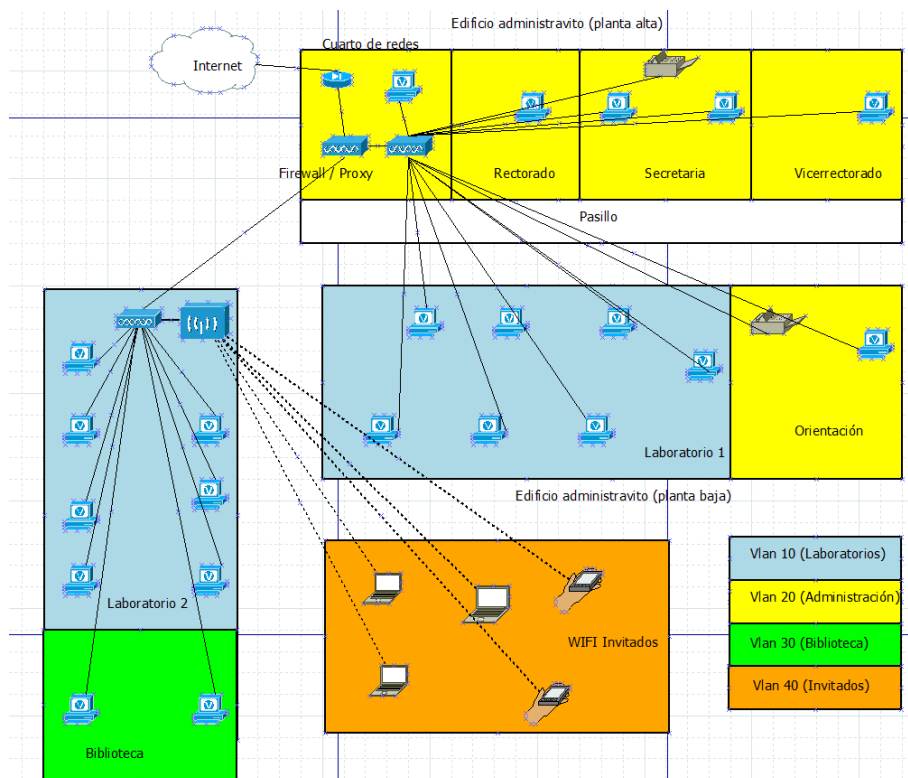 Edificio administravito (planta alta)
Cuarto de redes
Internet
Firewall / Proxy
Rectorado
Secretaria
Vicerrectorado
Pasillo
Laboratorio 1
Orientación
Edificio administravito (planta baja)
Laboratorio 2
Biblioteca
WIFI Invitados
Vlan 10 (Laboratorios)
Vlan 20 (Administración)
Vlan 30 (Biblioteca)
Vlan 40 (Invitados)